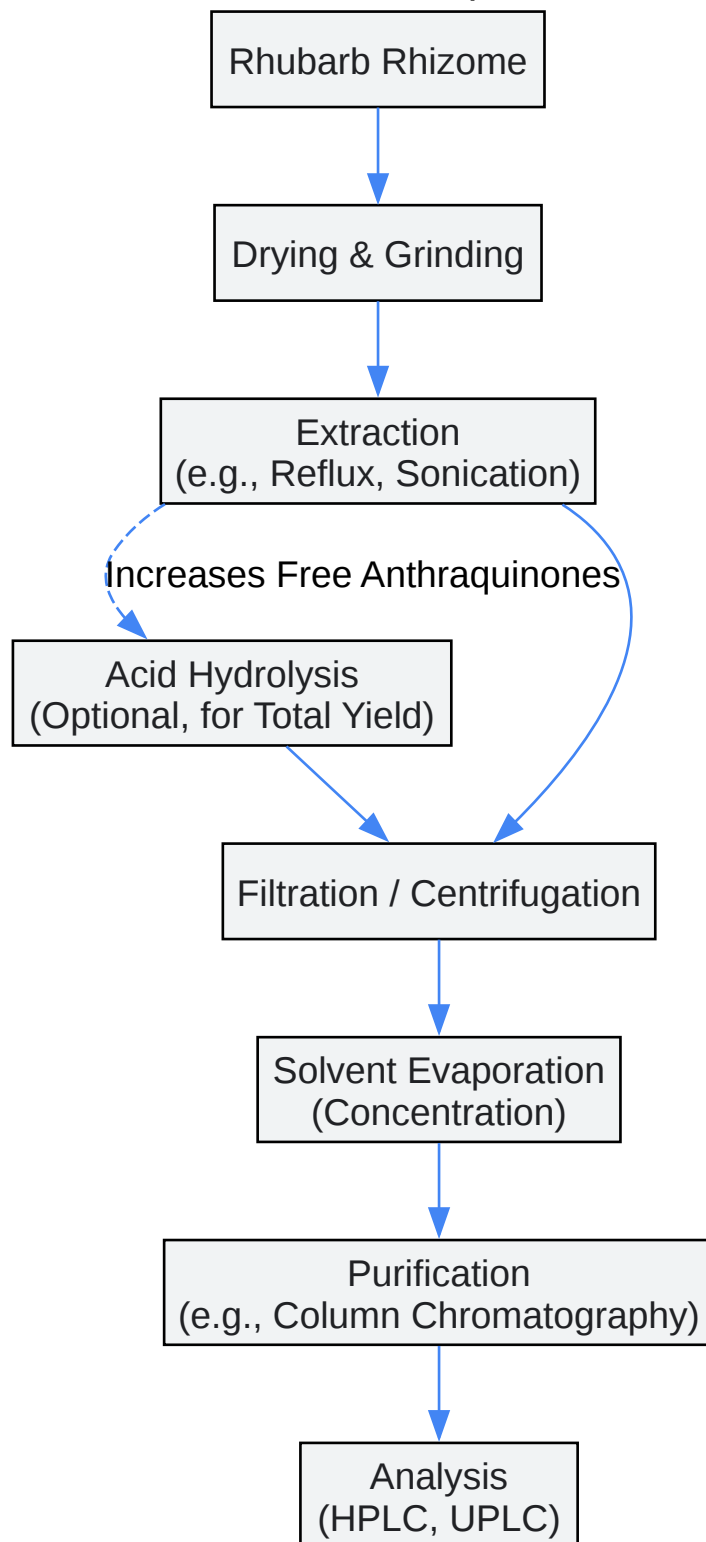 Rhubarb Rhizome
Drying & Grinding
Extraction
(e.g., Reflux, Sonication)
Increases Free Anthraquinones
Acid Hydrolysis
(Optional, for Total Yield)
Filtration / Centrifugation
Solvent Evaporation
(Concentration)
Purification
(e.g., Column Chromatography)
Analysis
(HPLC, UPLC)